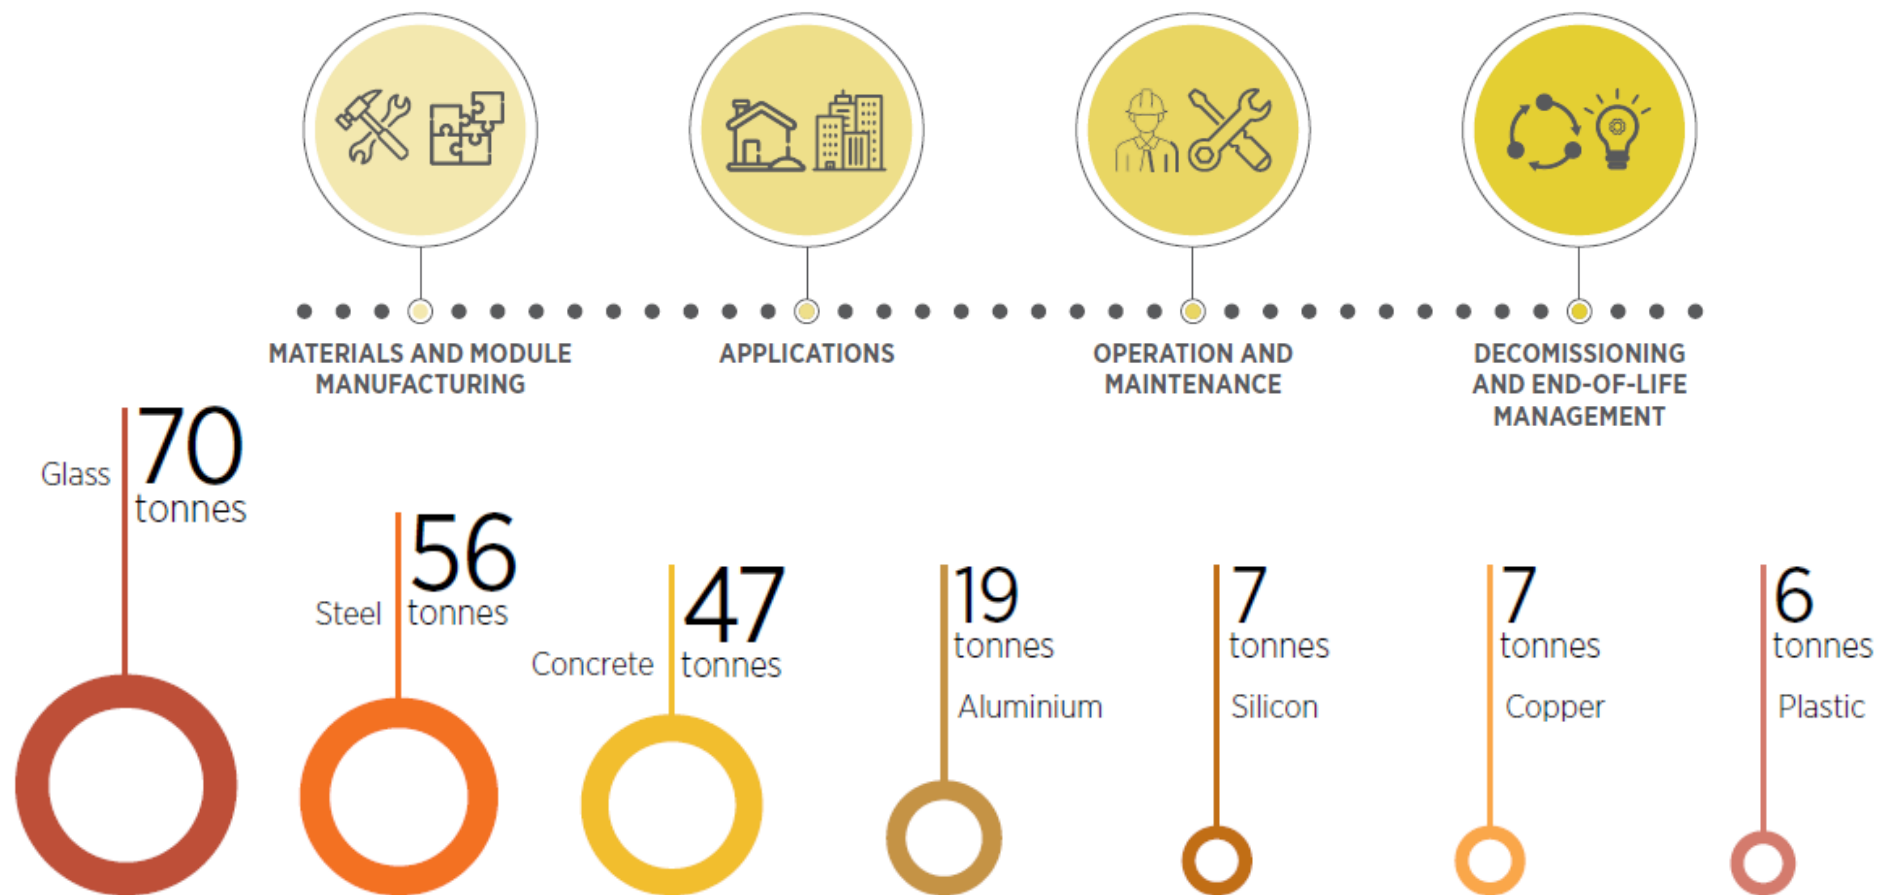 MATERIALS AND MODULE
MANUFACTURING
APPLICATIONS
OPERATION AND
MAINTENANCE
DECOMISSIONING
AND END-OF-LIFE
MANAGEMENT
Glass
70
tonnes
Steel
56
tonnes
Concrete
47
tonnes
19
tonnes
Aluminium
7
tonnes
Silicon
7
tonnes
Copper
6
tonnes
Plastic